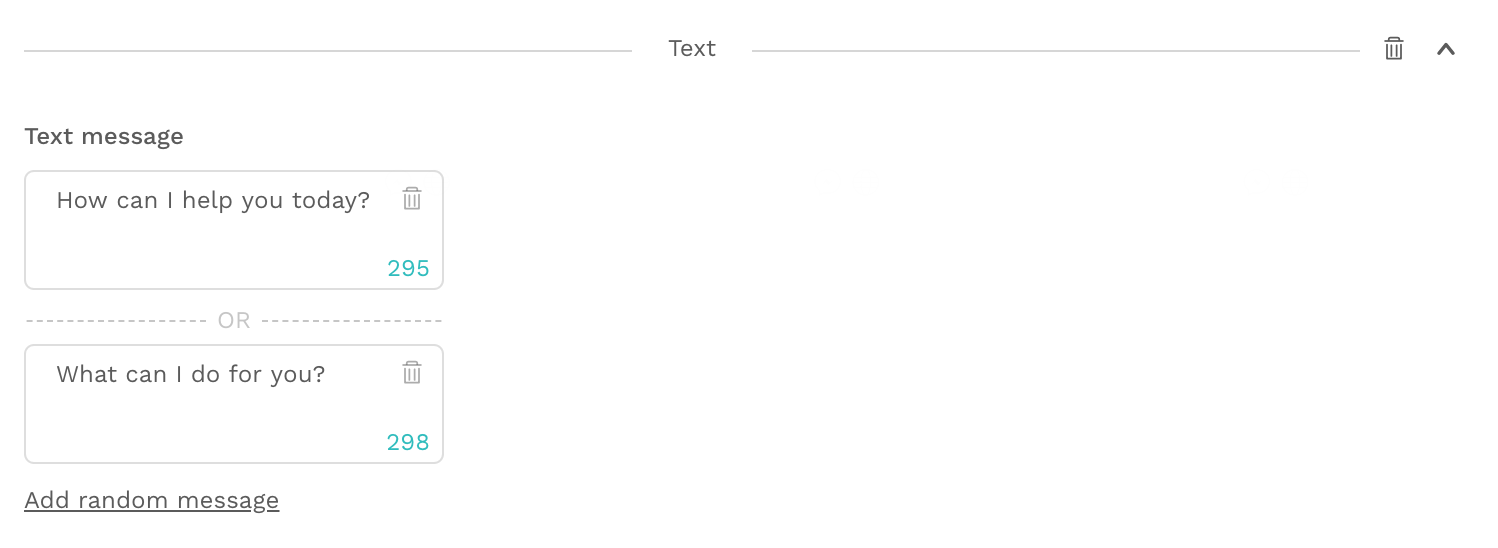 Text
Text message
How can I help you today?
295
OR
What can I do for you?
298
Add random message